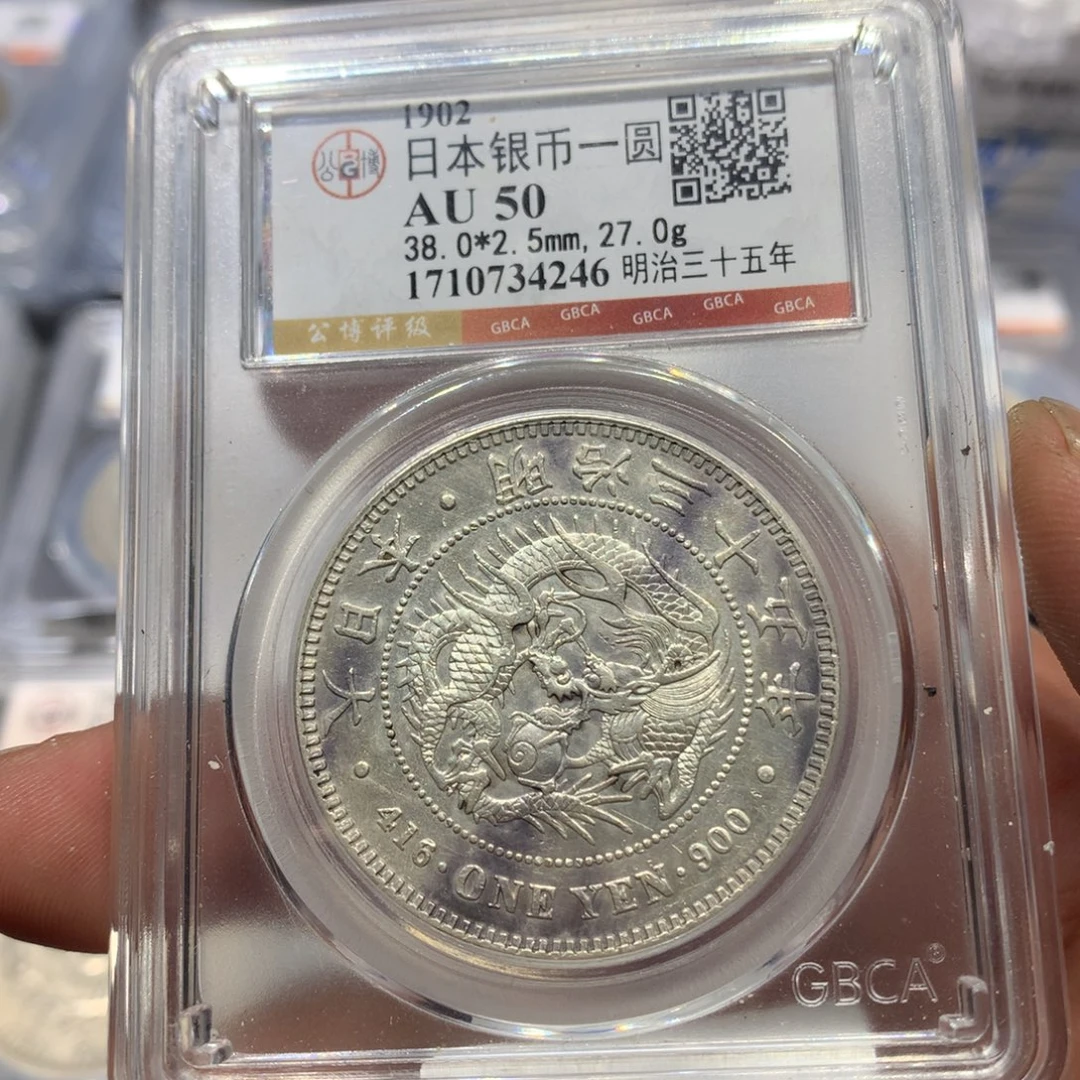 1902
公博
日本银币一圆
AU 50
38.0*2.5mm, 27.0g
1710734246 明治三十五年
公博评级 GBCA GBCA GBCA GBCA GBCA
大日本 · 明治三十五年 ·
416 · ONE YEN · 900
GBCA®